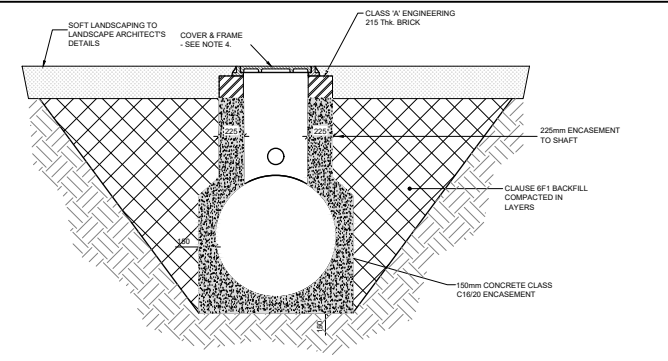 SOFT LANDSCAPING TO
LANDSCAPE ARCHITECT'S
DETAILS
COVER & FRAME
- SEE NOTE 4.
CLASS 'A' ENGINEERING
215 Thk. BRICK
225
225
225mm ENCASEMENT
TO SHAFT
CLAUSE 6F1 BACKFILL
COMPACTED IN
LAYERS
150
150mm CONCRETE CLASS
C16/20 ENCASEMENT
150